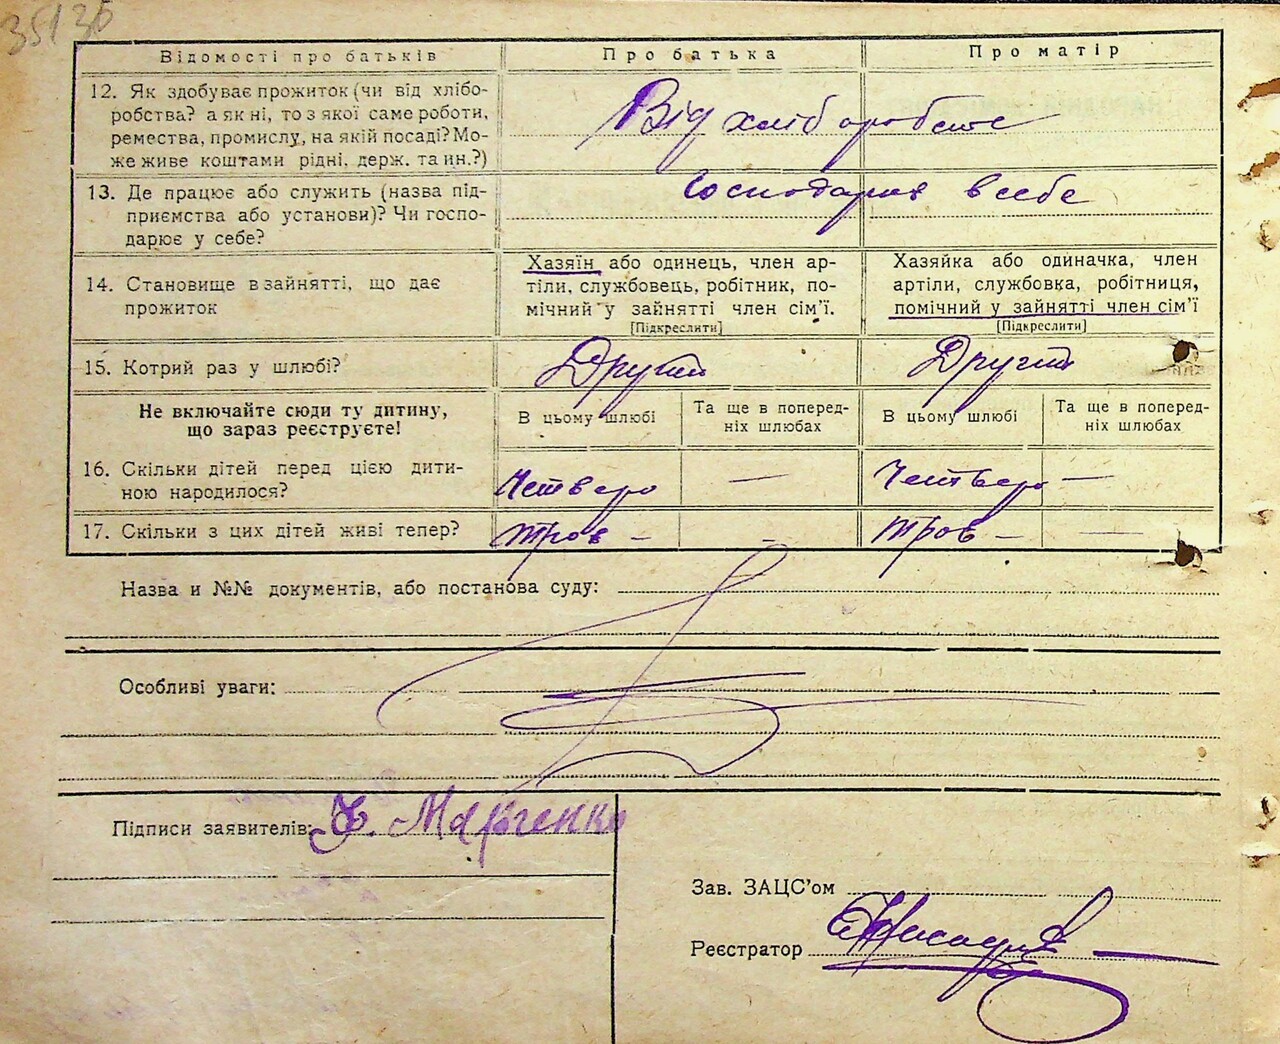 35136
Відомості про батьків
Про батька
Про матір
12. Як здобуває прожиток (чи від хлібо-
робства? а як ні, то з якої саме роботи,
ремества, промислу, на якій посаді? Мо-
же живе коштами рідні, держ. та ин.?)
Від хліборобства
13. Де працює або служить (назва під-
приємства або установи)? Чи госпо-
дарює у себе?
Господарює в себе
14. Становище в зайнятті, що дає
прожиток
Хазяїн або одинець, член ар-
тілі, службовець, робітник, по-
мічний у зайнятті член сім'ї.
[Підкреслити]
Хазяйка або одиначка, член
артілі, службовка, робітниця,
помічний у зайнятті член сім'ї
[Підкреслити]
15. Котрий раз у шлюбі?
Другий
Другий
Не включайте сюди ту дитину,
що зараз реєструєте!
В цьому шлюбі
Та ще в поперед-
ніх шлюбах
В цьому шлюбі
Та ще в поперед-
ніх шлюбах
16. Скільки дітей перед цією дити-
ною народилося?
Четверо
—
Четверо
—
17. Скільки з цих дітей живі тепер?
троє —
-
троє —
—
Назва и №№ документів, або постанова суду:
Особливі уваги:
Підписи заявителів:
Марченко
Зав. ЗАЦС'ом
Реєстратор